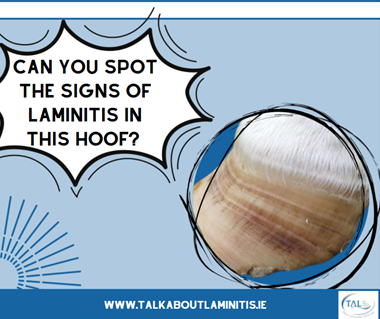 CAN YOU SPOT
THE SIGNS OF
LAMINITIS IN
THIS HOOF?
WWW.TALKABOUTLAMINITIS.IE
TAL